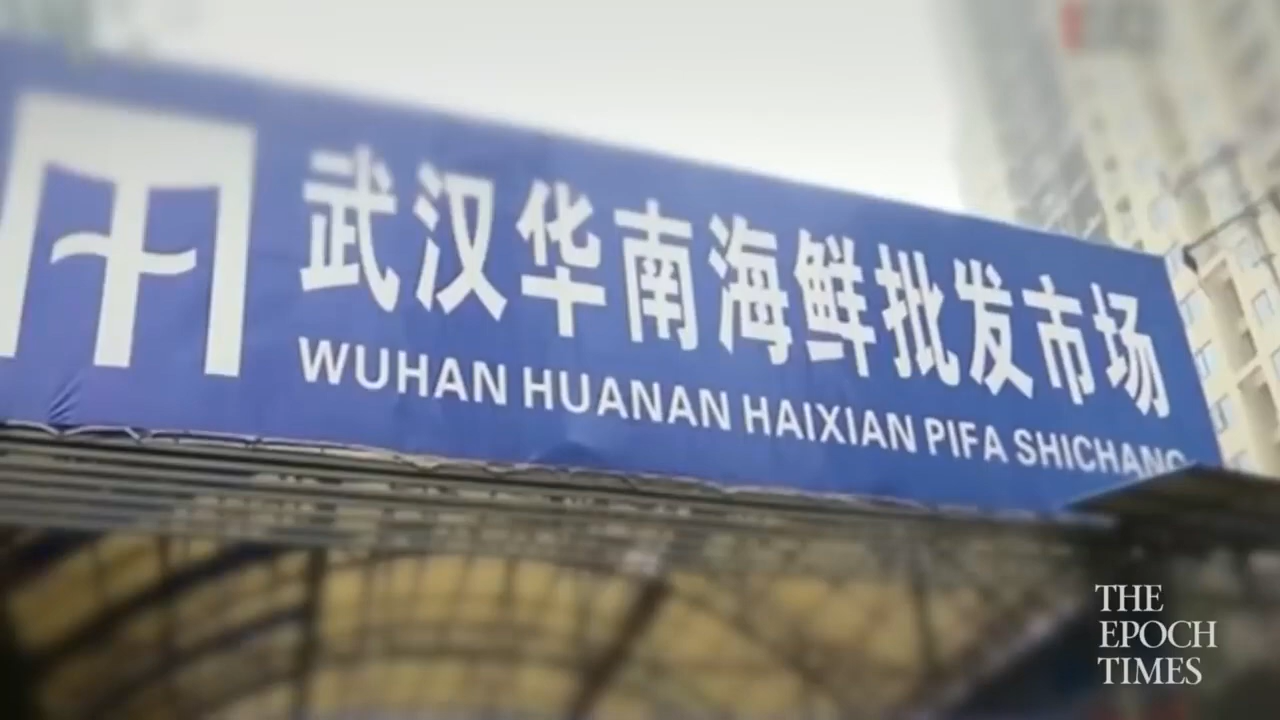 武汉华南海鲜批发市场
WUHAN HUANAN HAIXIAN PIFA SHICHANG
THE
EPOCH
TIMES